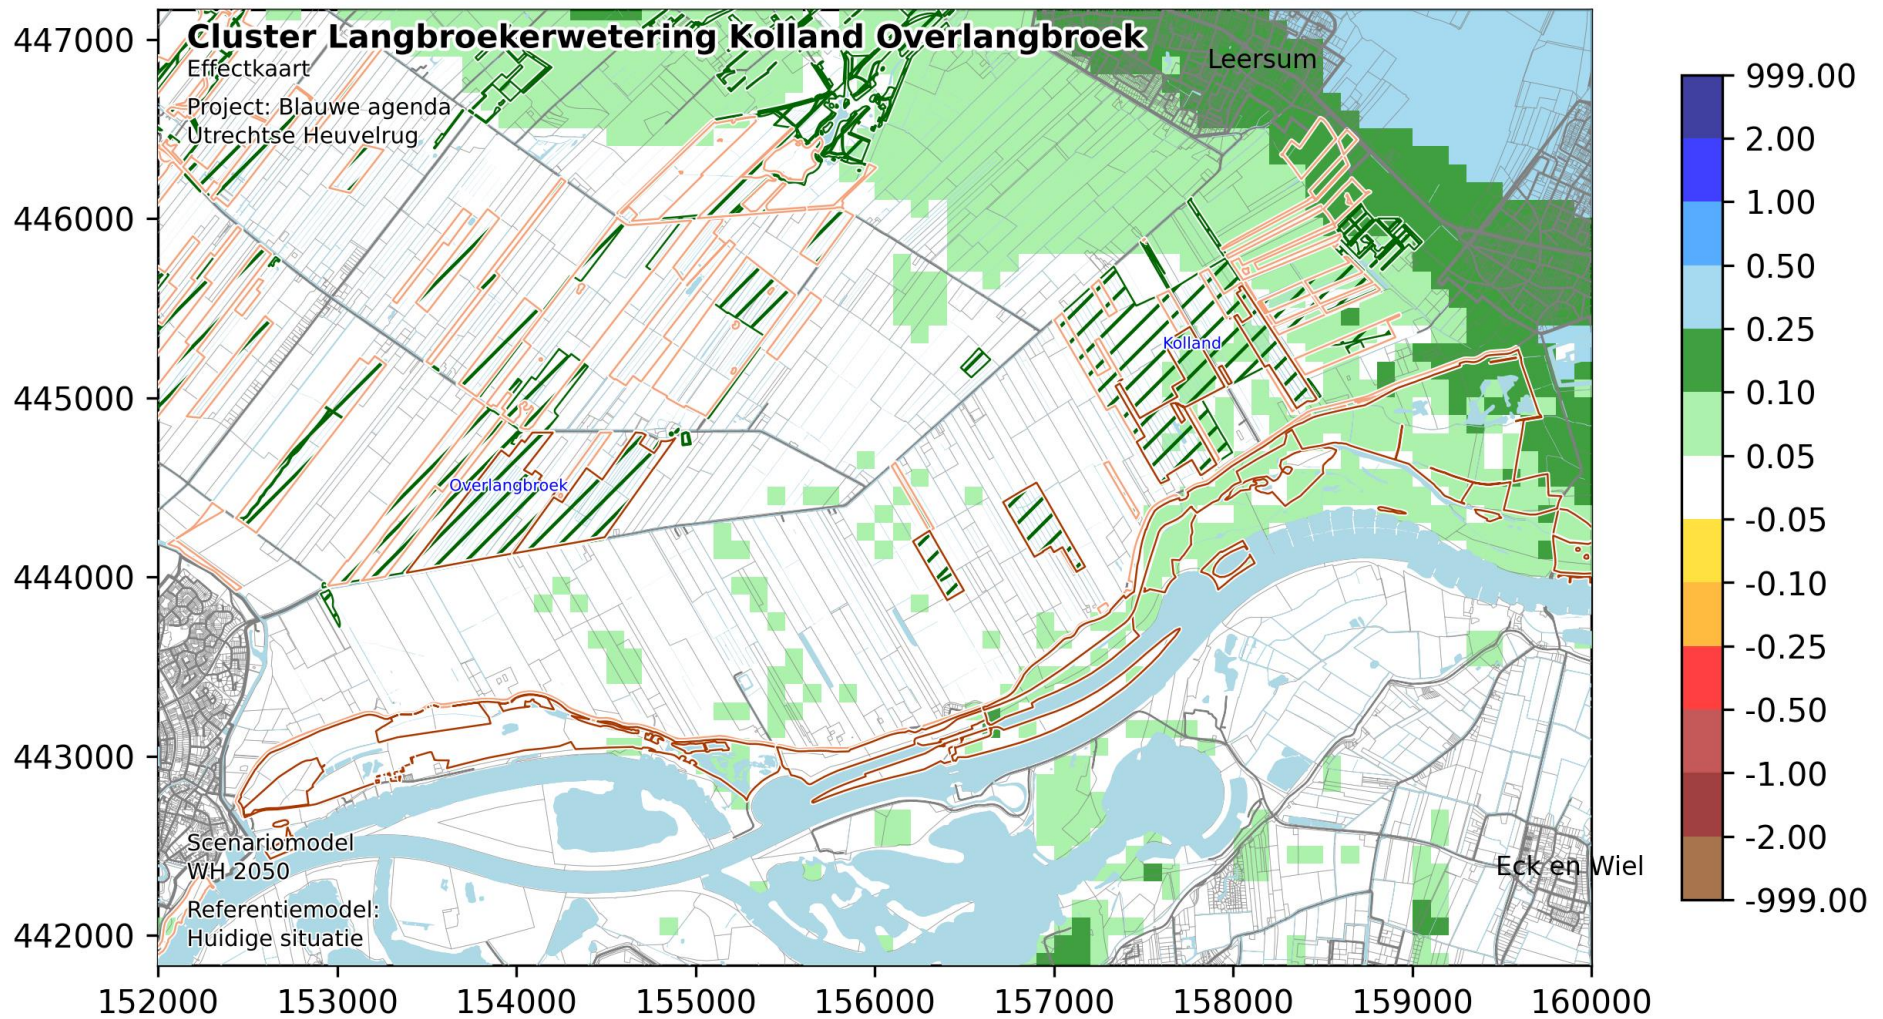 Cluster Langbroekerwetering Kolland Overlangbroek
Effectkaart
Project: Blauwe agenda
Utrechtse Heuvelrug
Leersum
Kolland
Overlangbroek
Eck en Wiel
Scenariomodel
WH 2050
Referentiemodel:
Huidige situatie
447000
446000
445000
444000
443000
442000
152000 153000 154000 155000 156000 157000 158000 159000 160000
999.00
2.00
1.00
0.50
0.25
0.10
0.05
-0.05
-0.10
-0.25
-0.50
-1.00
-2.00
-999.00